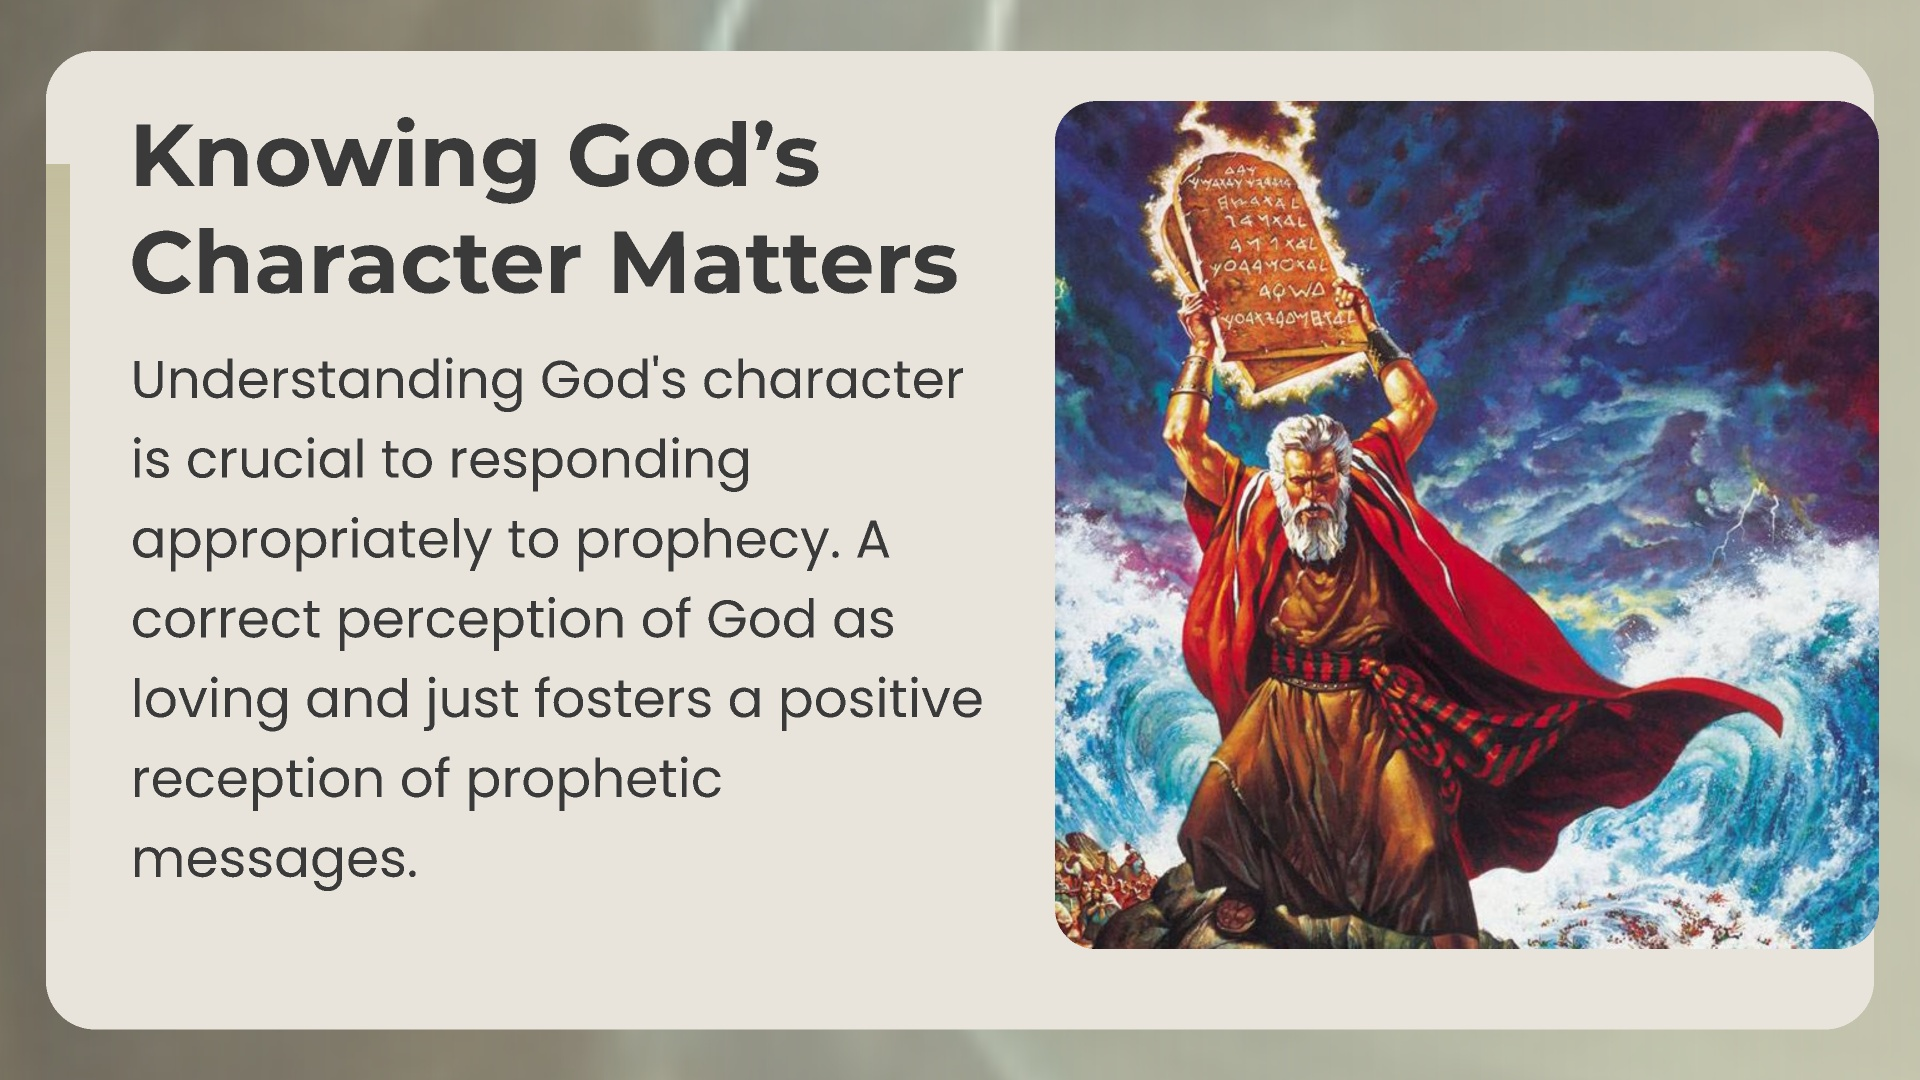 Knowing God’s
Character Matters
Understanding God's character
is crucial to responding
appropriately to prophecy. A
correct perception of God as
loving and just fosters a positive
reception of prophetic
messages.